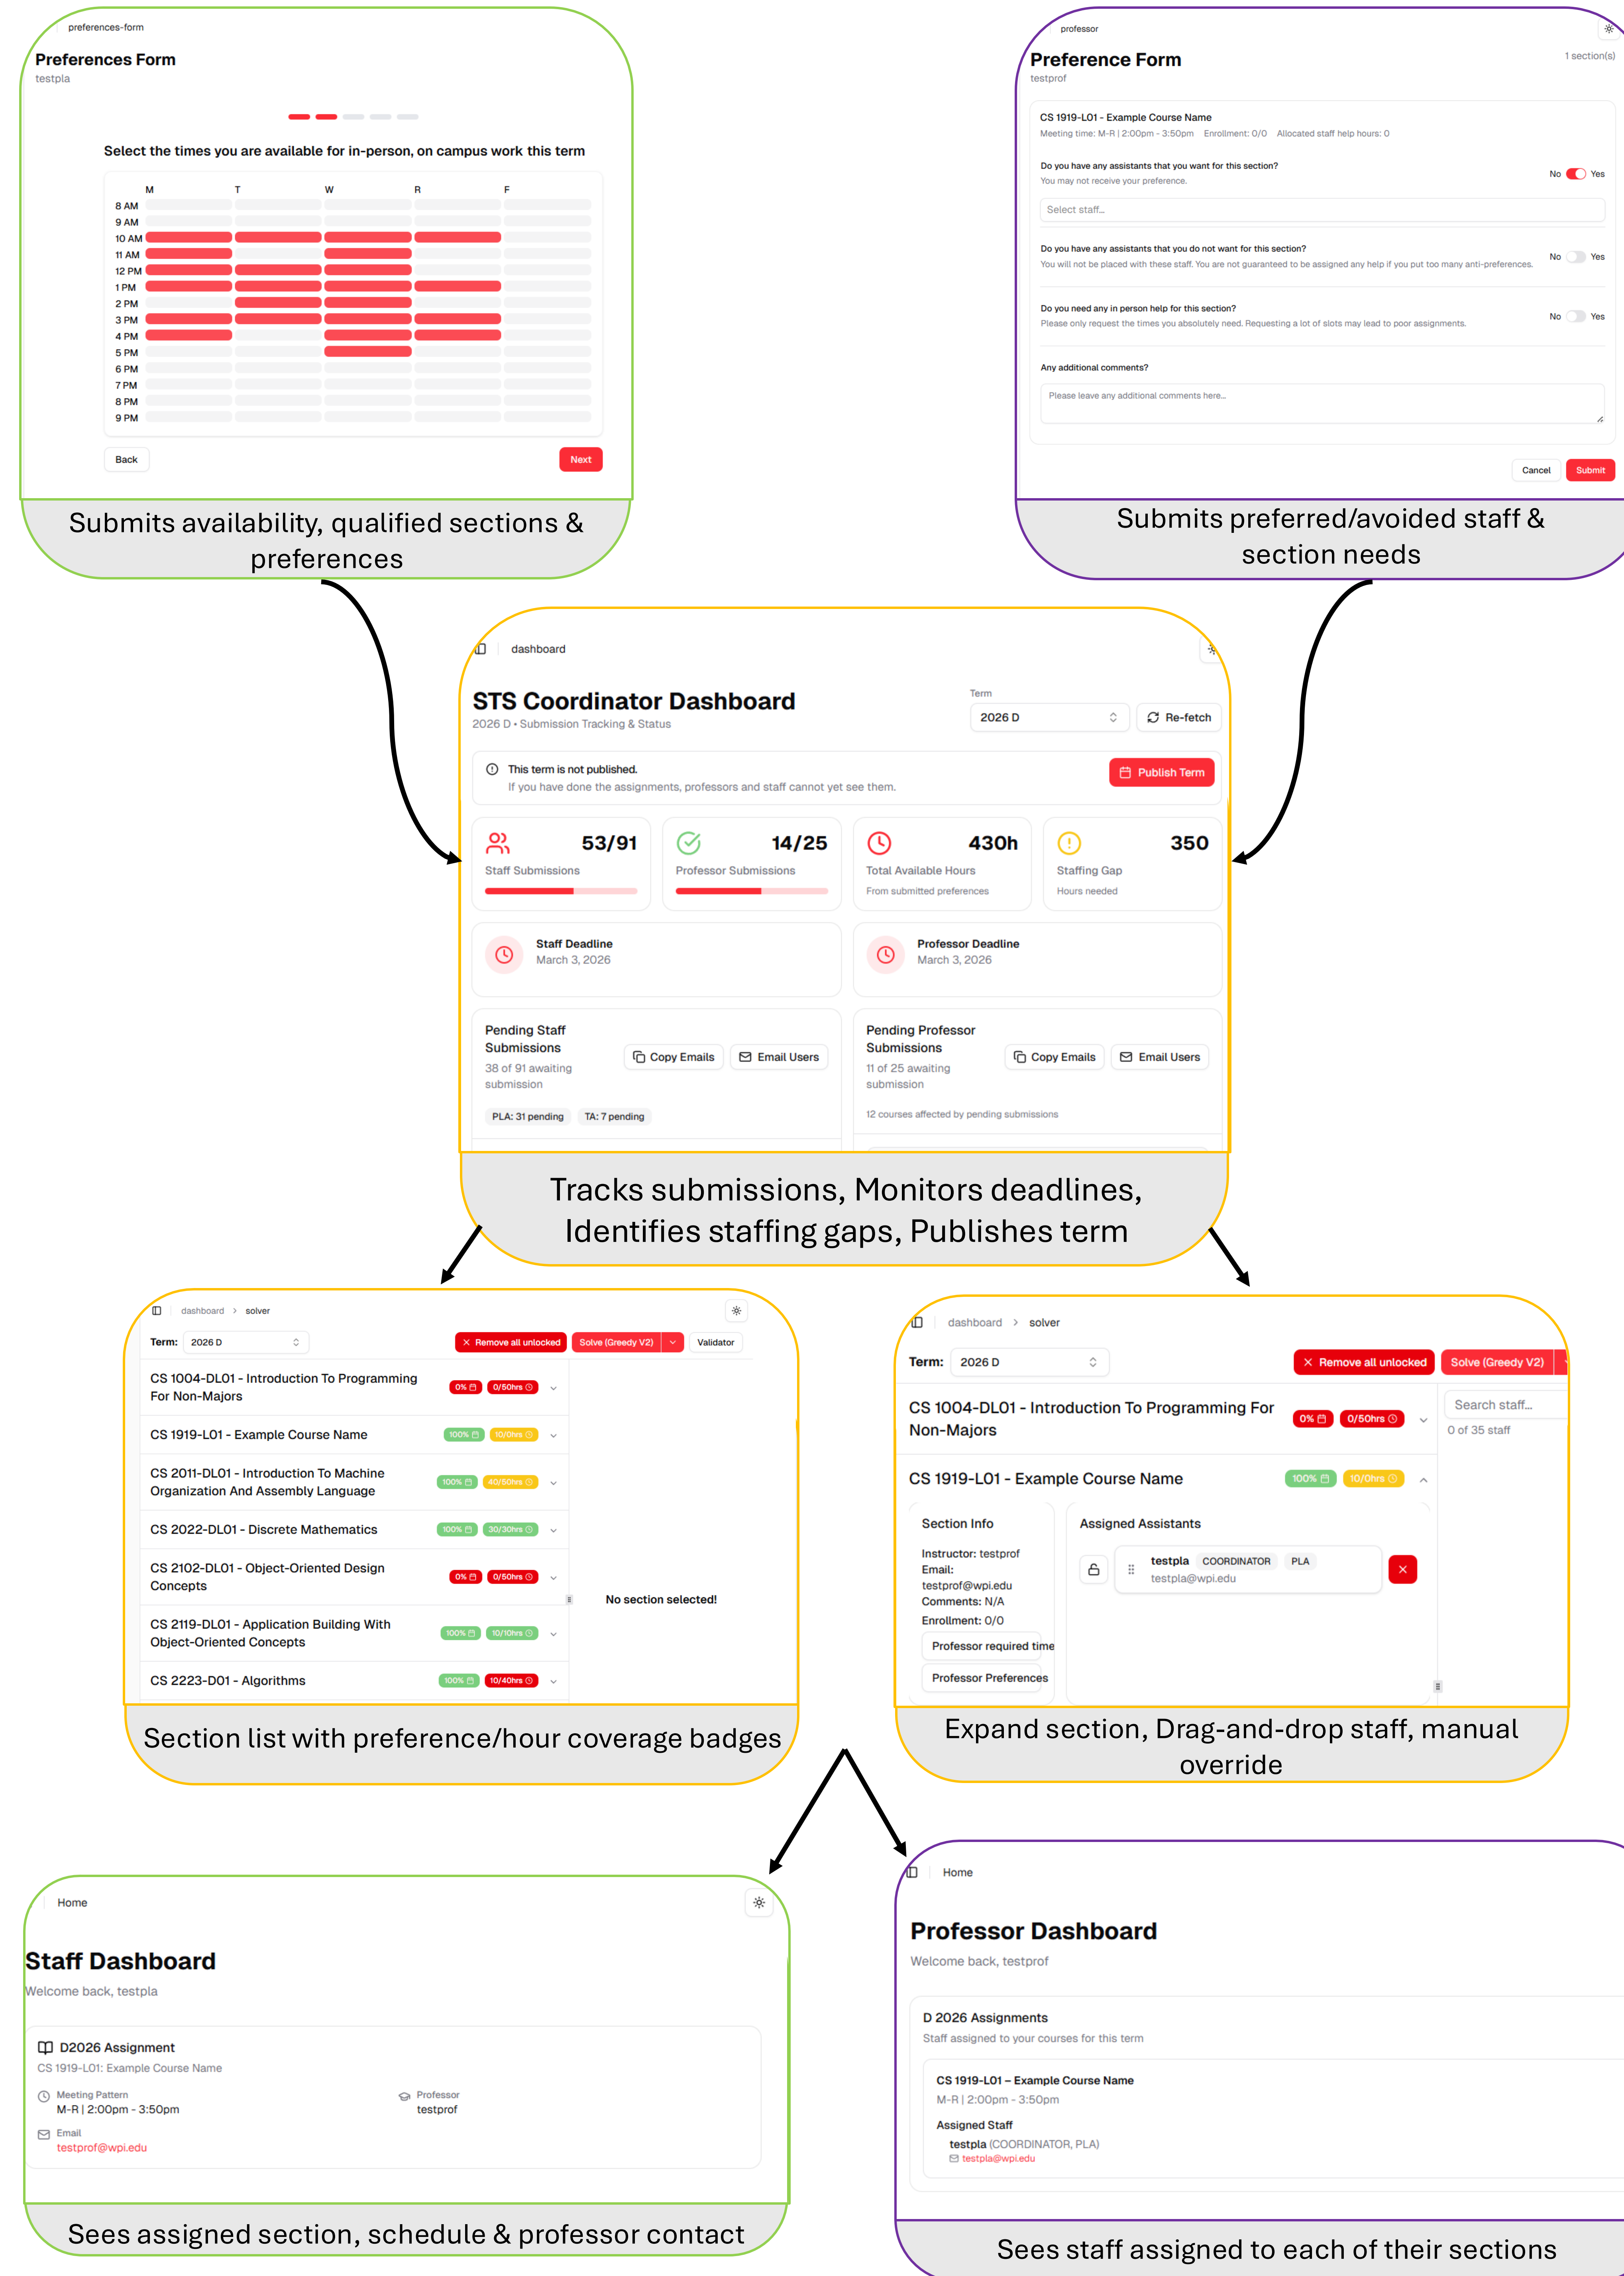 preferences-form
Preferences Form
testpla
Select the times you are available for in-person, on campus work this term
M T W R F
8 AM
9 AM
10 AM
11 AM
12 PM
1 PM
2 PM
3 PM
4 PM
5 PM
6 PM
7 PM
8 PM
9 PM
Back
Next
Submits availability, qualified sections &
preferences
professor
Preference Form
1 section(s)
testprof
CS 1919-L01 - Example Course Name
Meeting time: M-R | 2:00pm - 3:50pm Enrollment: 0/0 Allocated staff help hours: 0
Do you have any assistants that you want for this section?
You may not receive your preference.
No Yes
Select staff...
Do you have any assistants that you do not want for this section?
You will not be placed with these staff. You are not guaranteed to be assigned any help if you put too many anti-preferences.
No Yes
Do you need any in person help for this section?
Please only request the times you absolutely need. Requesting a lot of slots may lead to poor assignments.
No Yes
Any additional comments?
Please leave any additional comments here...
Cancel
Submit
Submits preferred/avoided staff &
section needs
dashboard
STS Coordinator Dashboard
2026 D • Submission Tracking & Status
Term
2026 D
Re-fetch
This term is not published.
If you have done the assignments, professors and staff cannot yet see them.
Publish Term
53/91
Staff Submissions
14/25
Professor Submissions
430h
Total Available Hours
From submitted preferences
350
Staffing Gap
Hours needed
Staff Deadline
March 3, 2026
Professor Deadline
March 3, 2026
Pending Staff
Submissions
38 of 91 awaiting
submission
Copy Emails
Email Users
PLA: 31 pending
TA: 7 pending
Pending Professor
Submissions
11 of 25 awaiting
submission
Copy Emails
Email Users
12 courses affected by pending submissions
Tracks submissions, Monitors deadlines,
Identifies staffing gaps, Publishes term
dashboard > solver
Term: 2026 D
Remove all unlocked
Solve (Greedy V2)
Validator
CS 1004-DL01 - Introduction To Programming
For Non-Majors
0% 0/50hrs
CS 1919-L01 - Example Course Name
100% 10/0hrs
CS 2011-DL01 - Introduction To Machine
Organization And Assembly Language
100% 40/50hrs
CS 2022-DL01 - Discrete Mathematics
100% 30/30hrs
CS 2102-DL01 - Object-Oriented Design
Concepts
0% 0/50hrs
CS 2119-DL01 - Application Building With
Object-Oriented Concepts
100% 10/10hrs
CS 2223-D01 - Algorithms
100% 10/40hrs
No section selected!
Section list with preference/hour coverage badges
dashboard > solver
Term: 2026 D
Remove all unlocked
Solve (Greedy V2)
CS 1004-DL01 - Introduction To Programming For
Non-Majors
0% 0/50hrs
Search staff...
0 of 35 staff
CS 1919-L01 - Example Course Name
100% 10/0hrs
Section Info
Instructor: testprof
Email:
testprof@wpi.edu
Comments: N/A
Enrollment: 0/0
Professor required time
Professor Preferences
Assigned Assistants
testpla COORDINATOR PLA
testpla@wpi.edu
Expand section, Drag-and-drop staff, manual
override
Home
Staff Dashboard
Welcome back, testpla
D2026 Assignment
CS 1919-L01: Example Course Name
Meeting Pattern
M-R | 2:00pm - 3:50pm
Professor
testprof
Email
testprof@wpi.edu
Sees assigned section, schedule & professor contact
Home
Professor Dashboard
Welcome back, testprof
D 2026 Assignments
Staff assigned to your courses for this term
CS 1919-L01 – Example Course Name
M-R | 2:00pm - 3:50pm
Assigned Staff
testpla (COORDINATOR, PLA)
testpla@wpi.edu
Sees staff assigned to each of their sections